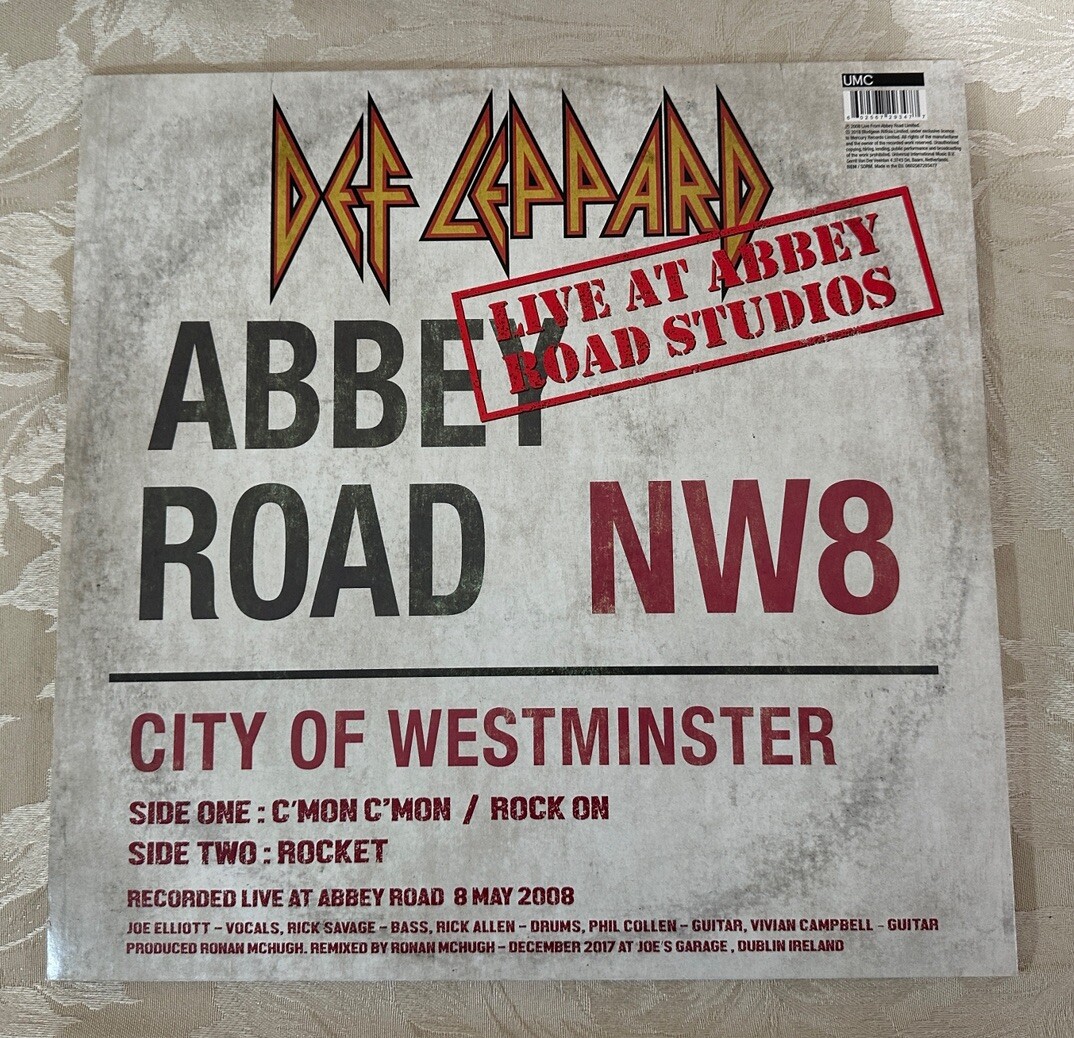 UMC
DEF LEPPARD
LIVE AT ABBEY
ROAD STUDIOS
ABBEY
ROAD NW8
CITY OF WESTMINSTER
SIDE ONE : C'MON C'MON / ROCK ON
SIDE TWO : ROCKET
RECORDED LIVE AT ABBEY ROAD 8 MAY 2008
JOE ELLIOTT – VOCALS, RICK SAVAGE – BASS, RICK ALLEN – DRUMS, PHIL COLLEN – GUITAR, VIVIAN CAMPBELL – GUITAR
PRODUCED RONAN MCHUGH. REMIXED BY RONAN MCHUGH – DECEMBER 2017 AT JOE'S GARAGE , DUBLIN IRELAND